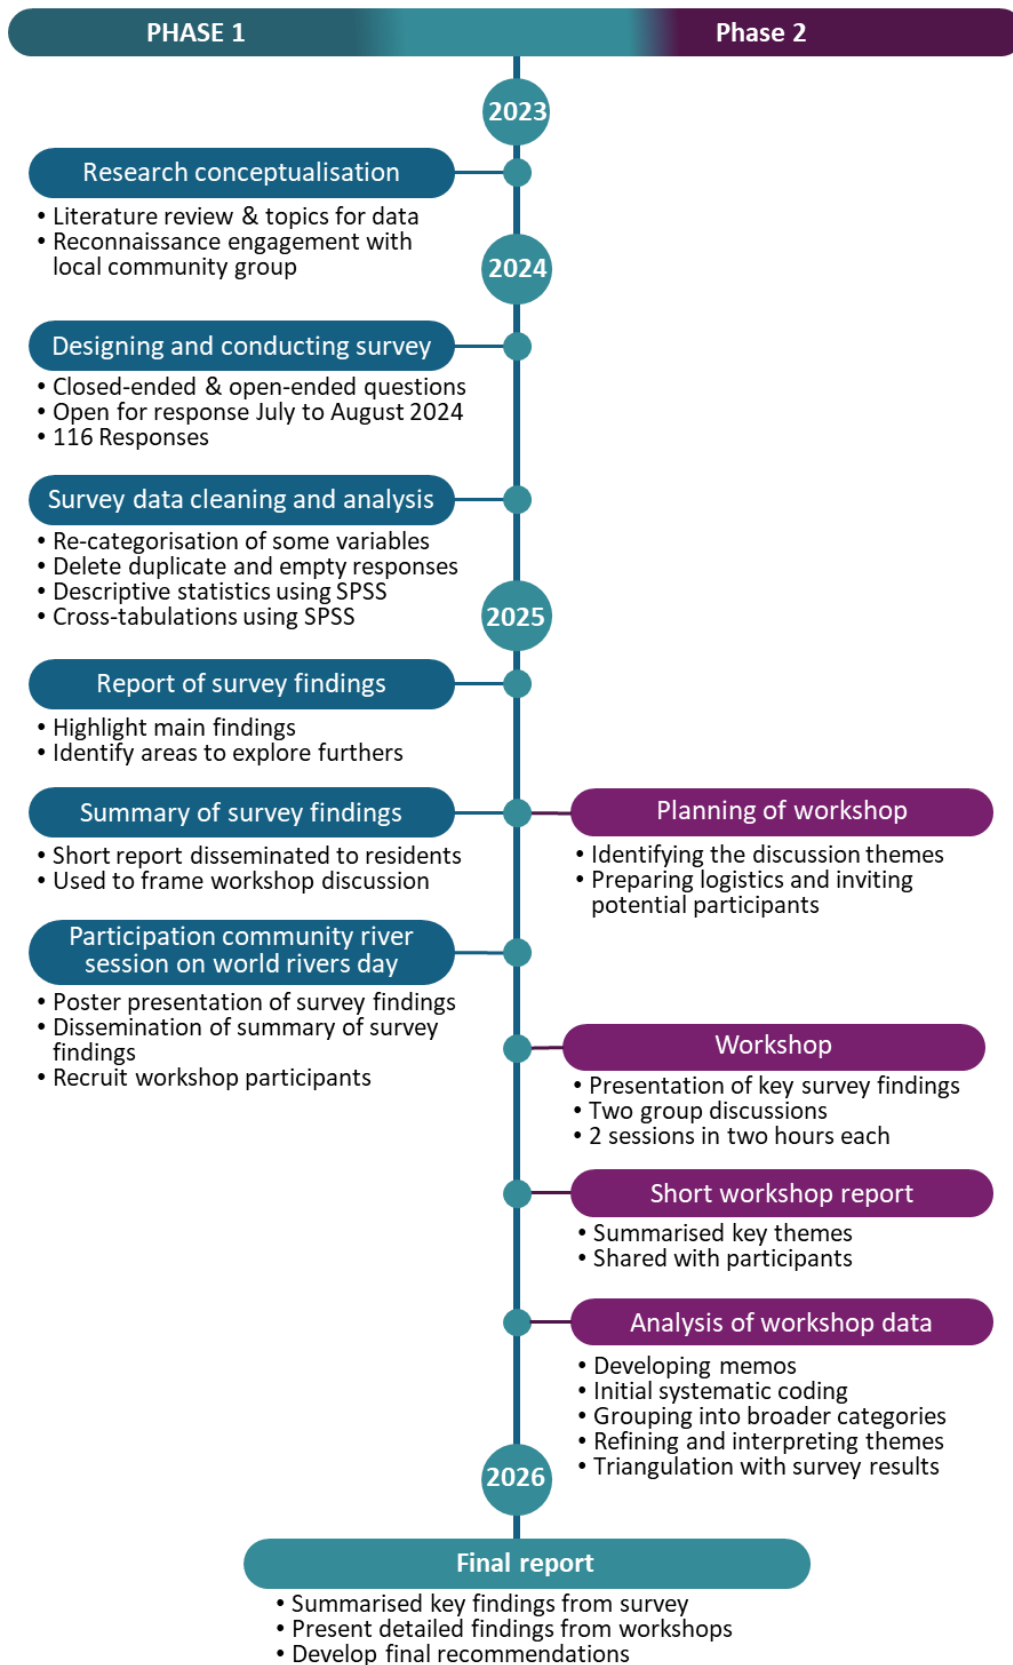 PHASE 1
Phase 2
2023
Research conceptualisation
• Literature review & topics for data
• Reconnaissance engagement with
local community group
2024
Designing and conducting survey
• Closed-ended & open-ended questions
• Open for response July to August 2024
• 116 Responses
Survey data cleaning and analysis
• Re-categorisation of some variables
• Delete duplicate and empty responses
• Descriptive statistics using SPSS
• Cross-tabulations using SPSS
2025
Report of survey findings
• Highlight main findings
• Identify areas to explore furthers
Summary of survey findings
• Short report disseminated to residents
• Used to frame workshop discussion
Planning of workshop
• Identifying the discussion themes
• Preparing logistics and inviting
potential participants
Participation community river
session on world rivers day
• Poster presentation of survey findings
• Dissemination of summary of survey
findings
• Recruit workshop participants
Workshop
• Presentation of key survey findings
• Two group discussions
• 2 sessions in two hours each
Short workshop report
• Summarised key themes
• Shared with participants
Analysis of workshop data
• Developing memos
• Initial systematic coding
• Grouping into broader categories
• Refining and interpreting themes
• Triangulation with survey results
2026
Final report
• Summarised key findings from survey
• Present detailed findings from workshops
• Develop final recommendations